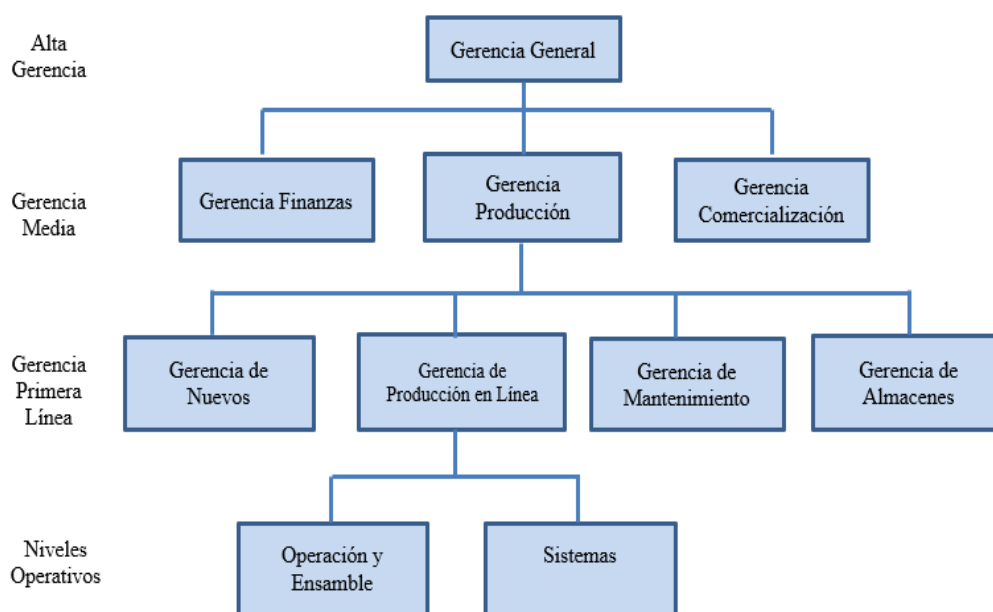 Alta
Gerencia
Gerencia General
Gerencia
Media
Gerencia Finanzas
Gerencia
Producción
Gerencia
Comercialización
Gerencia
Primera
Línea
Gerencia de
Nuevos
Gerencia de
Producción en Línea
Gerencia de
Mantenimiento
Gerencia de
Almacenes
Niveles
Operativos
Operación y
Ensamble
Sistemas